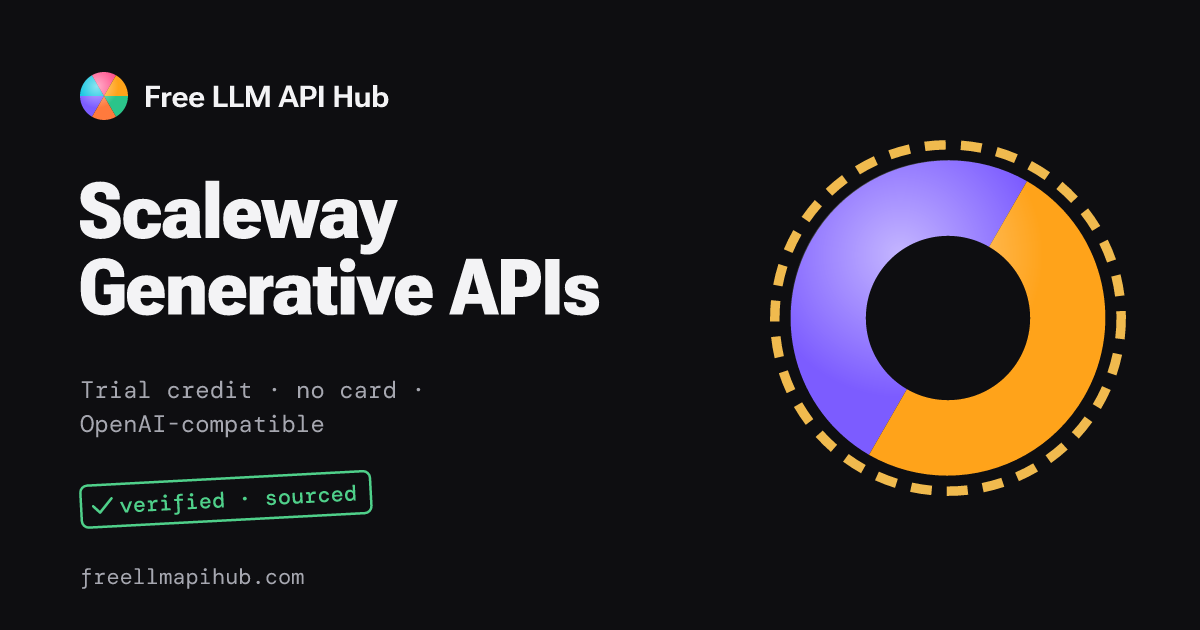 Free LLM API Hub
Scaleway
Generative APIs
Trial credit · no card ·
OpenAI-compatible
verified · sourced
freellmapihub.com